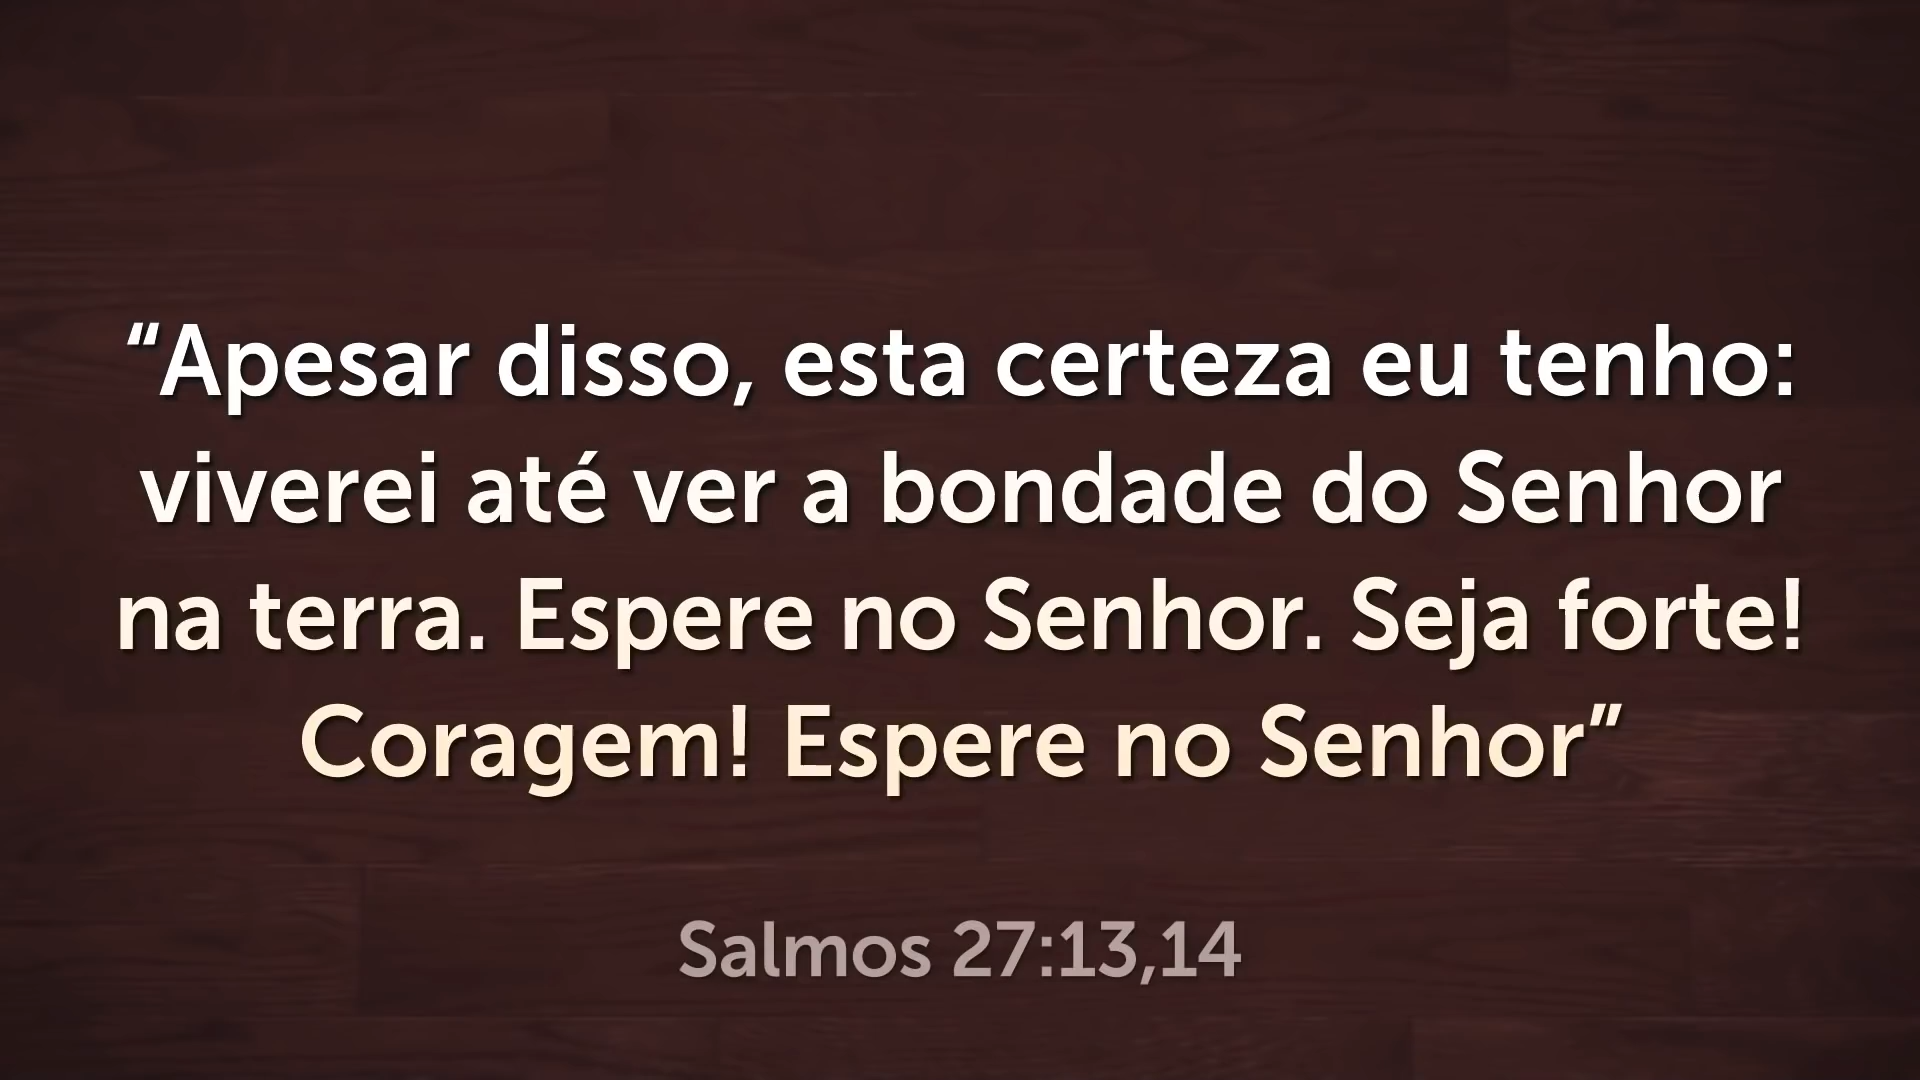 “Apesar disso, esta certeza eu tenho:
viverei até ver a bondade do Senhor
na terra. Espere no Senhor. Seja forte!
Coragem! Espere no Senhor”
Salmos 27:13,14